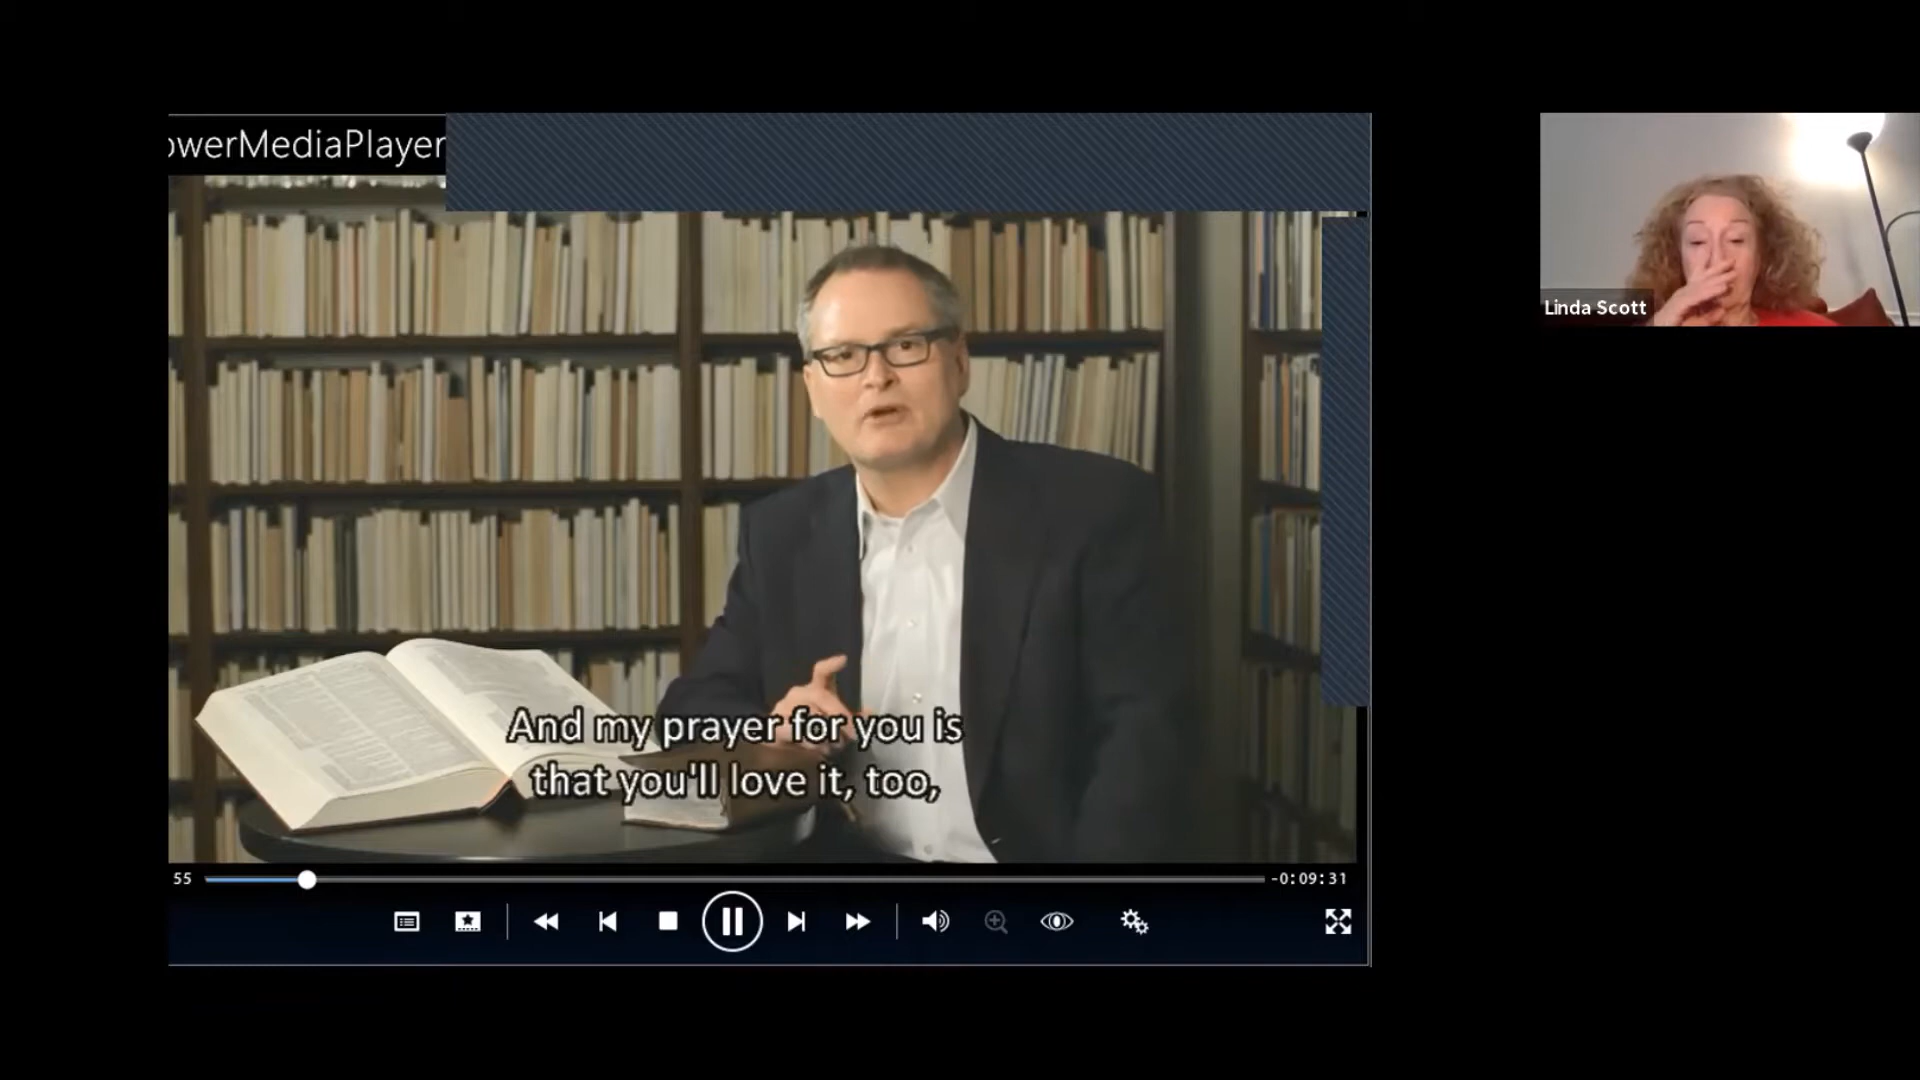 owerMediaPlayer
Linda Scott
And my prayer for you is
that you'll love it, too,
55
-0:09:31